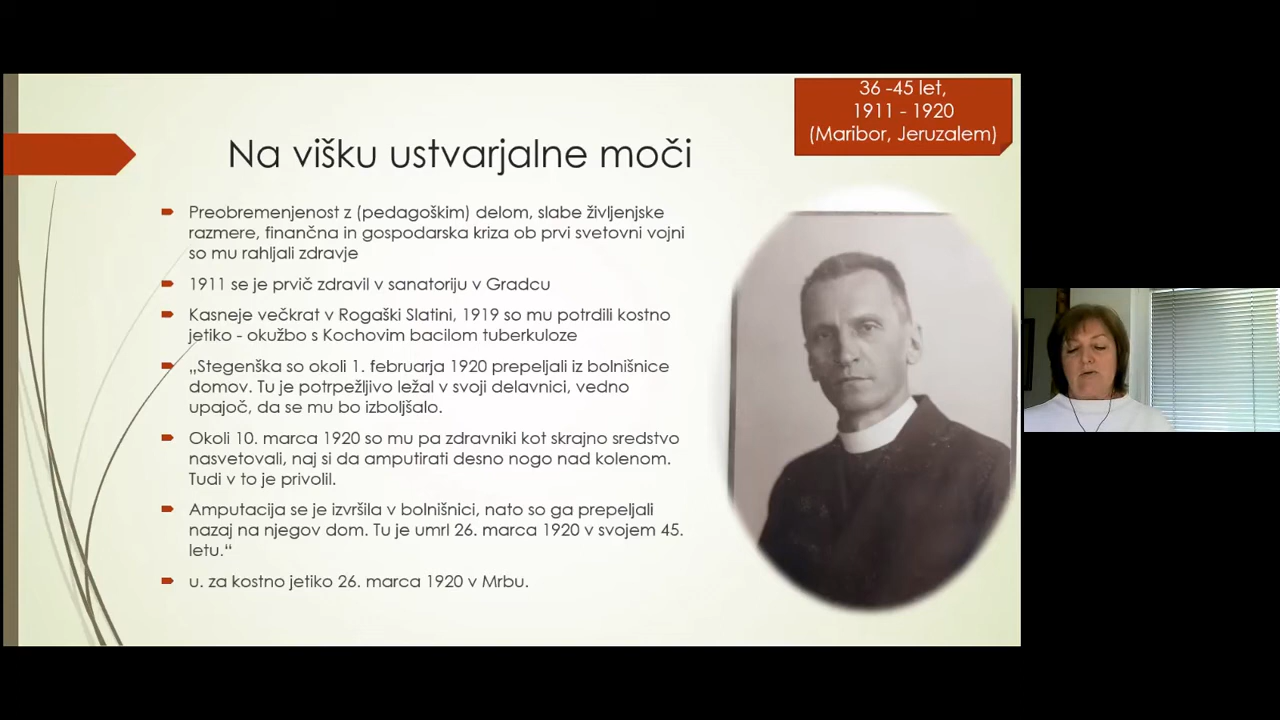 36 -45 let,
1911 - 1920
(Maribor, Jeruzalem)
Na višku ustvarjalne moči
Preobremenjenost z (pedagoškim) delom, slabe življenjske
razmere, finančna in gospodarska kriza ob prvi svetovni vojni
so mu rahljali zdravje
1911 se je prvič zdravil v sanatoriju v Gradcu
Kasneje večkrat v Rogaški Slatini, 1919 so mu potrdili kostno
jetiko - okužbo s Kochovim bacilom tuberkuloze
„Stegenška so okoli 1. februarja 1920 prepeljali iz bolnišnice
domov. Tu je potrpežljivo ležal v svoji delavnici, vedno
upajoč, da se mu bo izboljšalo.
Okoli 10. marca 1920 so mu pa zdravniki kot skrajno sredstvo
nasvetovali, naj si da amputirati desno nogo nad kolenom.
Tudi v to je privolil.
Amputacija se je izvršila v bolnišnici, nato so ga prepeljali
nazaj na njegov dom. Tu je umrl 26. marca 1920 v svojem 45.
letu.“
u. za kostno jetiko 26. marca 1920 v Mrbu.